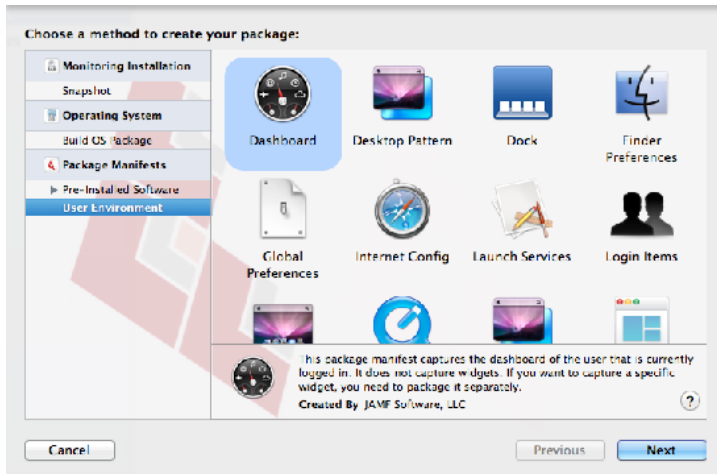 Choose a method to create your package:
Monitoring Installation
Snapshot
Operating System
Build OS Package
Package Manifests
Pre-Installed Software
User Environment
Dashboard
Desktop Pattern
Dock
Finder
Preferences
Global
Preferences
Internet Config
Launch Services
Login Items
This package manifest captures the dashboard of the user that is currently
logged in. It does not capture widgets. If you want to capture a specific
widget, you need to package it separately.
Created By JAMF Software, LLC
?
Cancel
Previous
Next